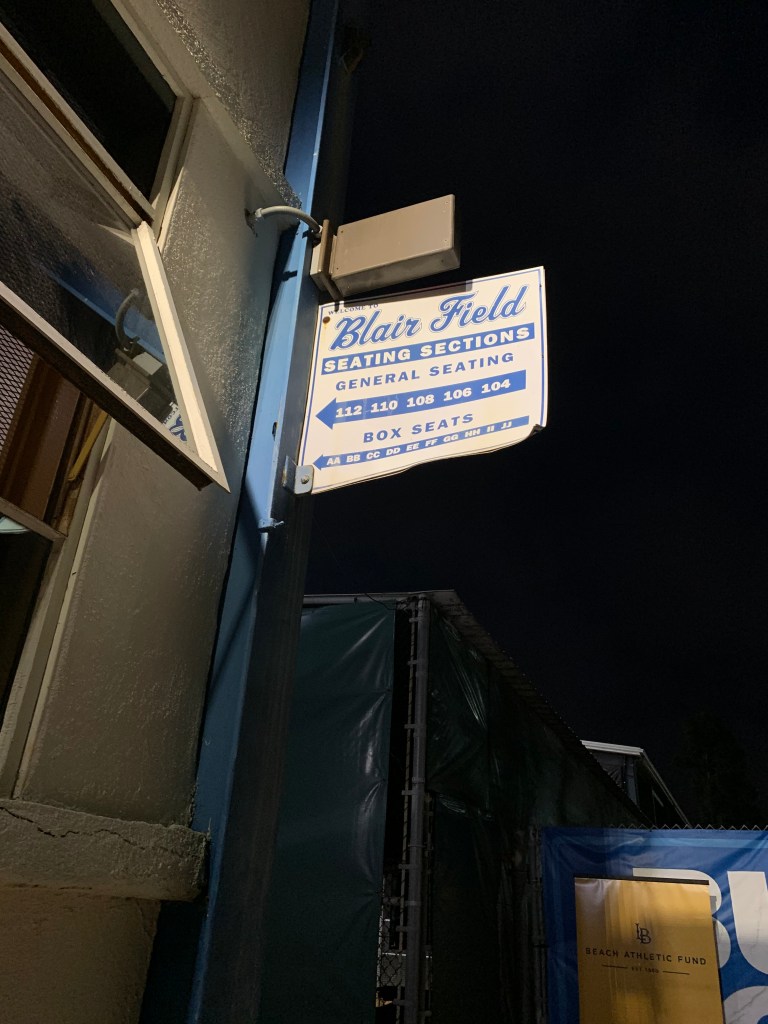 WELCOME TO
Blair Field
SEATING SECTIONS
GENERAL SEATING
112 110 108 106 104
BOX SEATS
AA BB CC DD EE FF GG HH II JJ
BU
LB
BEACH ATHLETIC FUND